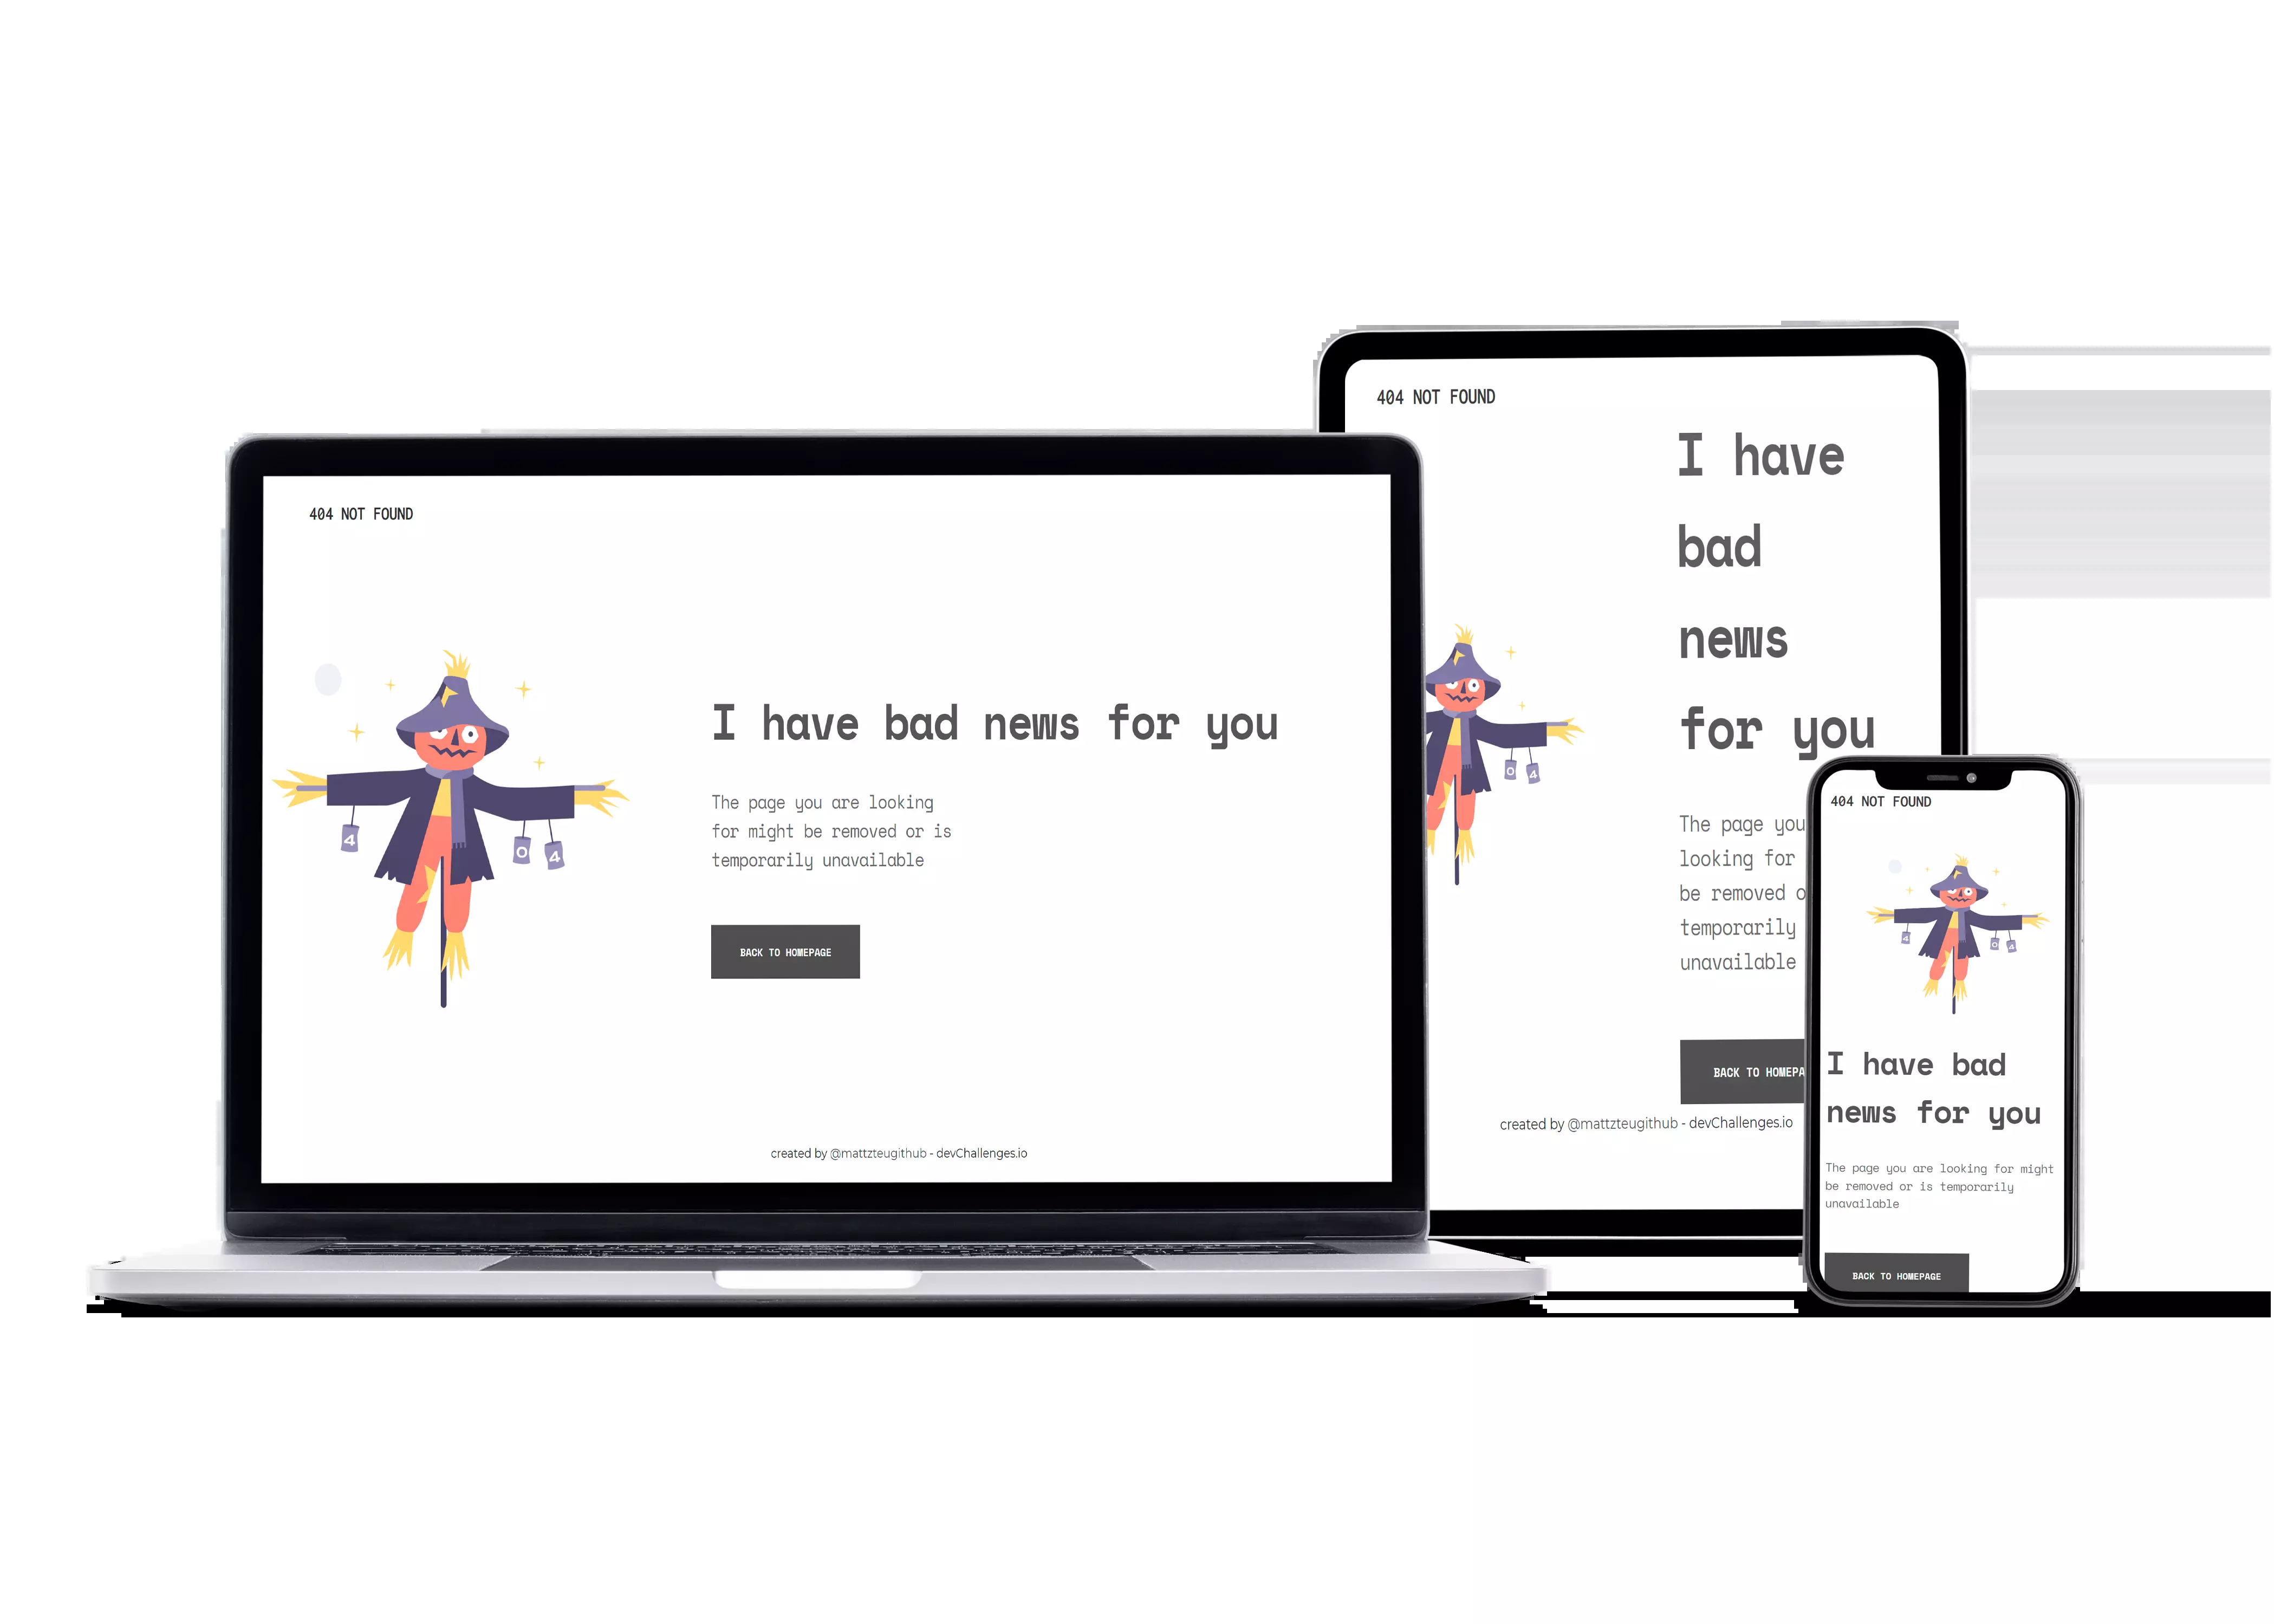 404 NOT FOUND
I have bad news for you
The page you are looking
for might be removed or is
temporarily unavailable
BACK TO HOMEPAGE
4
0
4
created by @mattzteugithub - devChallenges.io
404 NOT FOUND
I have
bad
news
for you
0
4
The page you
looking for
be removed o
temporarily
unavailable
BACK TO HOMEPA
created by @mattzteugithub - devChallenges.io
404 NOT FOUND
4
0
4
I have bad
news for you
The page you are looking for might
be removed or is temporarily
unavailable
BACK TO HOMEPAGE